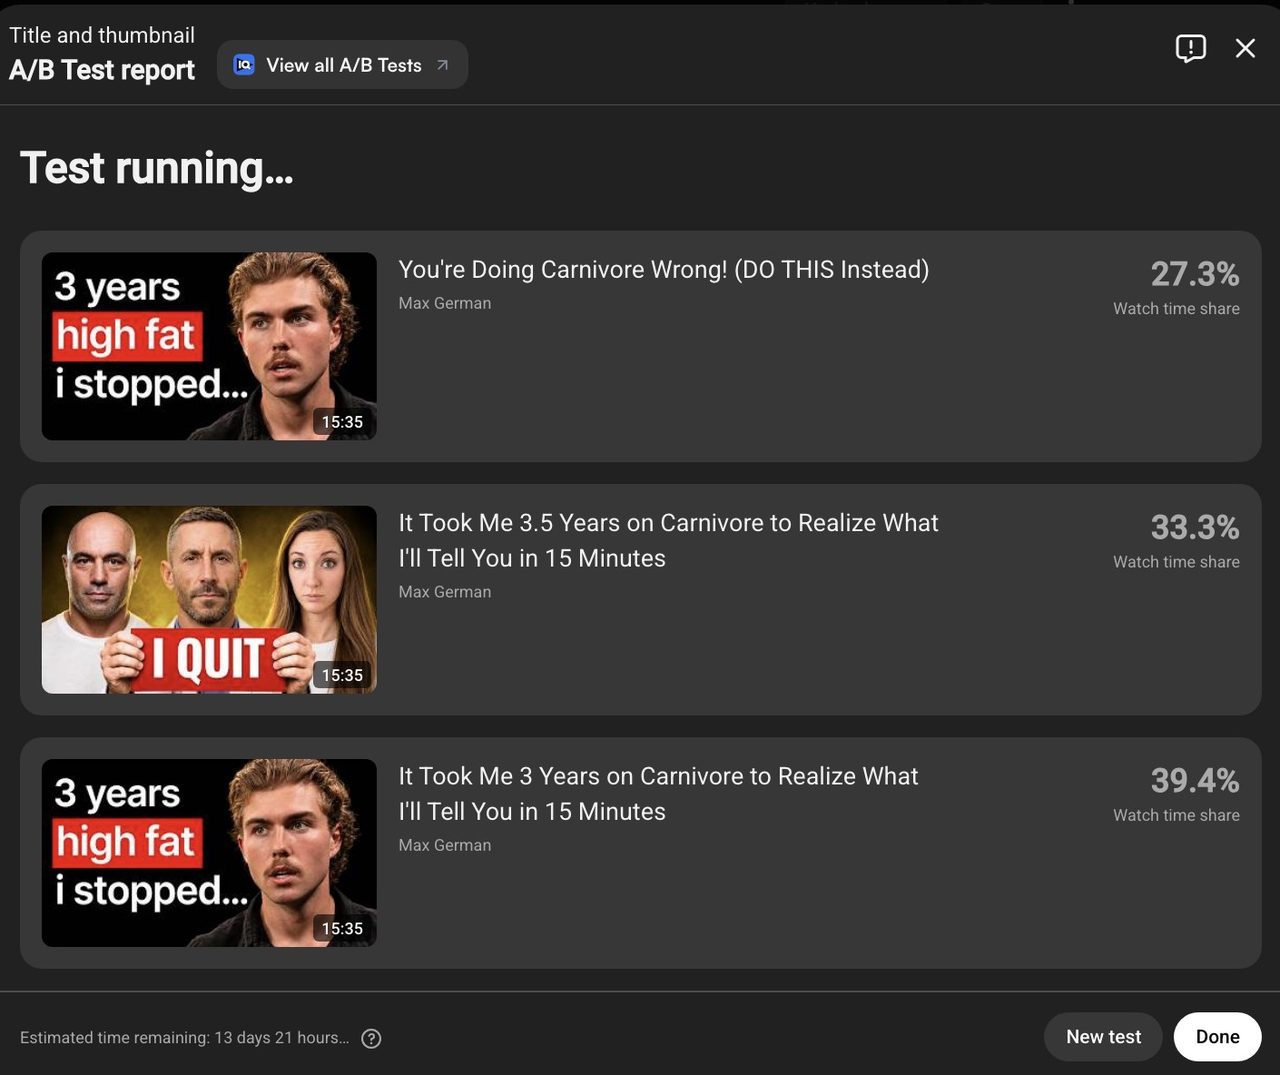 Title and thumbnail
A/B Test report
IQ View all A/B Tests
Test running...
3 years
high fat
i stopped...
15:35
You're Doing Carnivore Wrong! (DO THIS Instead)
Max German
27.3%
Watch time share
I QUIT
15:35
It Took Me 3.5 Years on Carnivore to Realize What
I'll Tell You in 15 Minutes
Max German
33.3%
Watch time share
3 years
high fat
i stopped...
15:35
It Took Me 3 Years on Carnivore to Realize What
I'll Tell You in 15 Minutes
Max German
39.4%
Watch time share
Estimated time remaining: 13 days 21 hours...
New test
Done